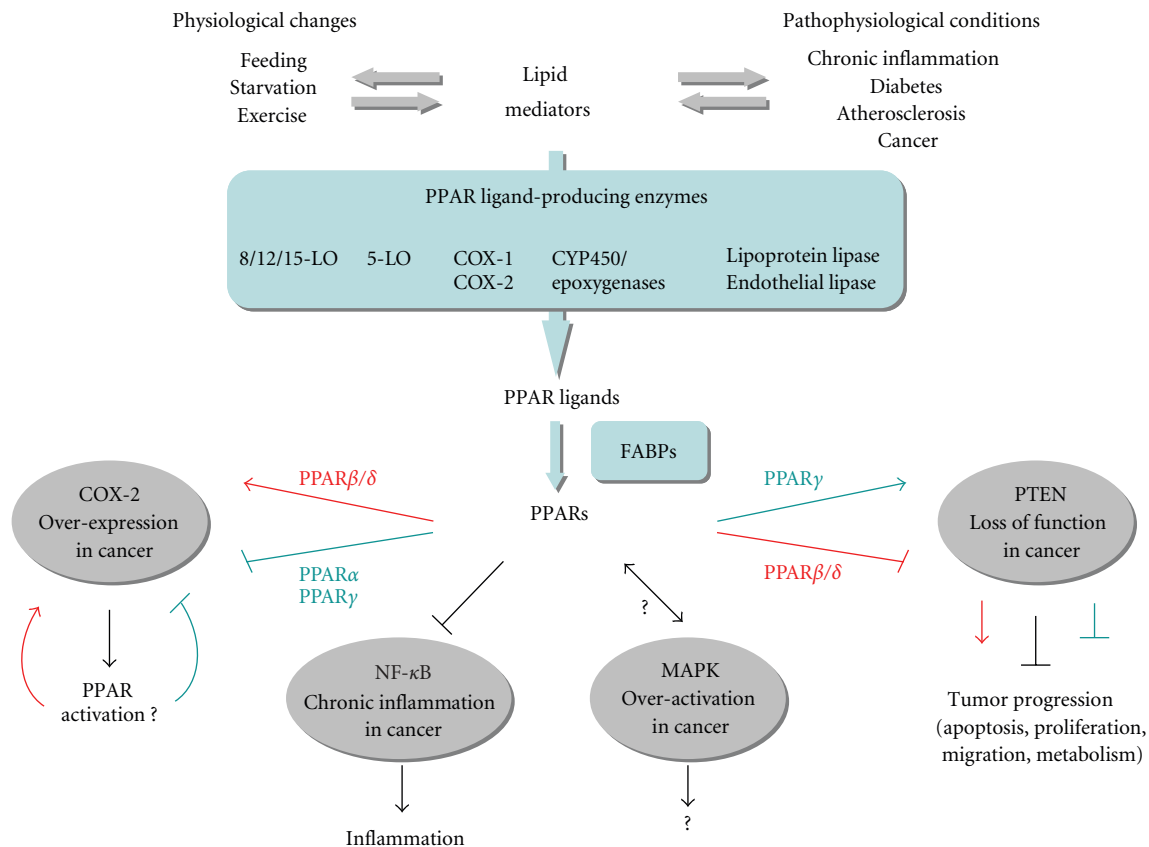 Physiological changes
Feeding
Starvation
Exercise
Lipid
mediators
Pathophysiological conditions
Chronic inflammation
Diabetes
Atherosclerosis
Cancer
PPAR ligand-producing enzymes
8/12/15-LO
5-LO
COX-1
COX-2
CYP450/
epoxygenases
Lipoprotein lipase
Endothelial lipase
PPAR ligands
FABPs
PPARs
PPARβ/δ
PPARα
PPARγ
PPARγ
PPARβ/δ
COX-2
Over-expression
in cancer
PPAR
activation ?
NF-κB
Chronic inflammation
in cancer
Inflammation
?
MAPK
Over-activation
in cancer
?
PTEN
Loss of function
in cancer
Tumor progression
(apoptosis, proliferation,
migration, metabolism)